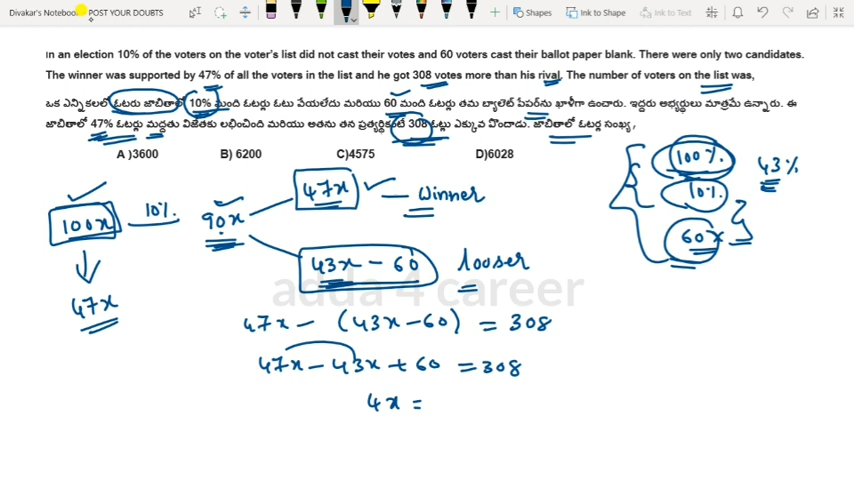 Divakar's Notebook POST YOUR DOUBTS
Shapes Ink to Shape Ink to Text
In an election 10% of the voters on the voter's list did not cast their votes and 60 voters cast their ballot paper blank. There were only two candidates.
The winner was supported by 47% of all the voters in the list and he got 308 votes more than his rival. The number of voters on the list was,
ఒక ఎన్నికలలో ఓటరు జాబితాలో 10% మంది ఓటర్లు ఓటు వేయలేదు మరియు 60 మంది ఓటర్లు తమ బ్యాలెట్ పేపర్‌ను ఖాళీగా ఉంచారు. ఇద్దరు అభ్యర్థులు మాత్రమే ఉన్నారు. ఈ
జాబితాలో 47% ఓటర్లు మద్దతు విజేతకు లభించింది మరియు అతను తన ప్రత్యర్థికంటే 308 ఓట్లు ఎక్కువ పొందాడు. జాబితాలో ఓటర్ల సంఖ్య,
A )3600 B) 6200 C)4575 D)6028
100% 43%
10%
47x — Winner
100x 10% 90x
60x
43x - 60 looser
47x
adda 4 career
47x - (43x-60) = 308
47x - 43x + 60 = 308
4x =